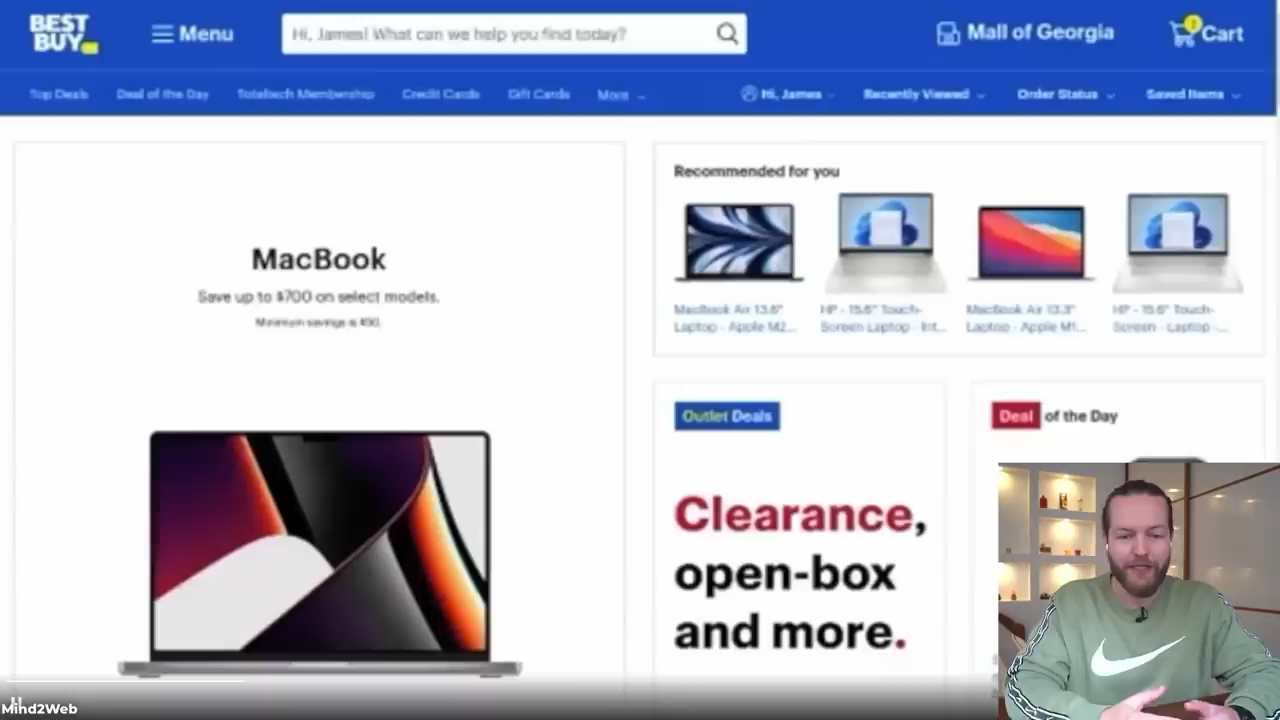 BEST
BUY
Menu
Hi, James! What can we help you find today?
Mall of Georgia
1
Cart
Top Deals
Deal of the Day
Totaltech Membership
Credit Cards
Gift Cards
More
Hi, James
Recently Viewed
Order Status
Saved Items
MacBook
Save up to $700 on select models.
Minimum savings is $50.
Recommended for you
MacBook Air 13.6"
Laptop - Apple M2...
HP - 15.6" Touch-
Screen Laptop - Int...
MacBook Air 13.3"
Laptop - Apple M1...
HP - 15.6" Touch-
Screen - Laptop -...
Outlet Deals
Clearance,
open-box
and more.
Deal of the Day
Mind2Web